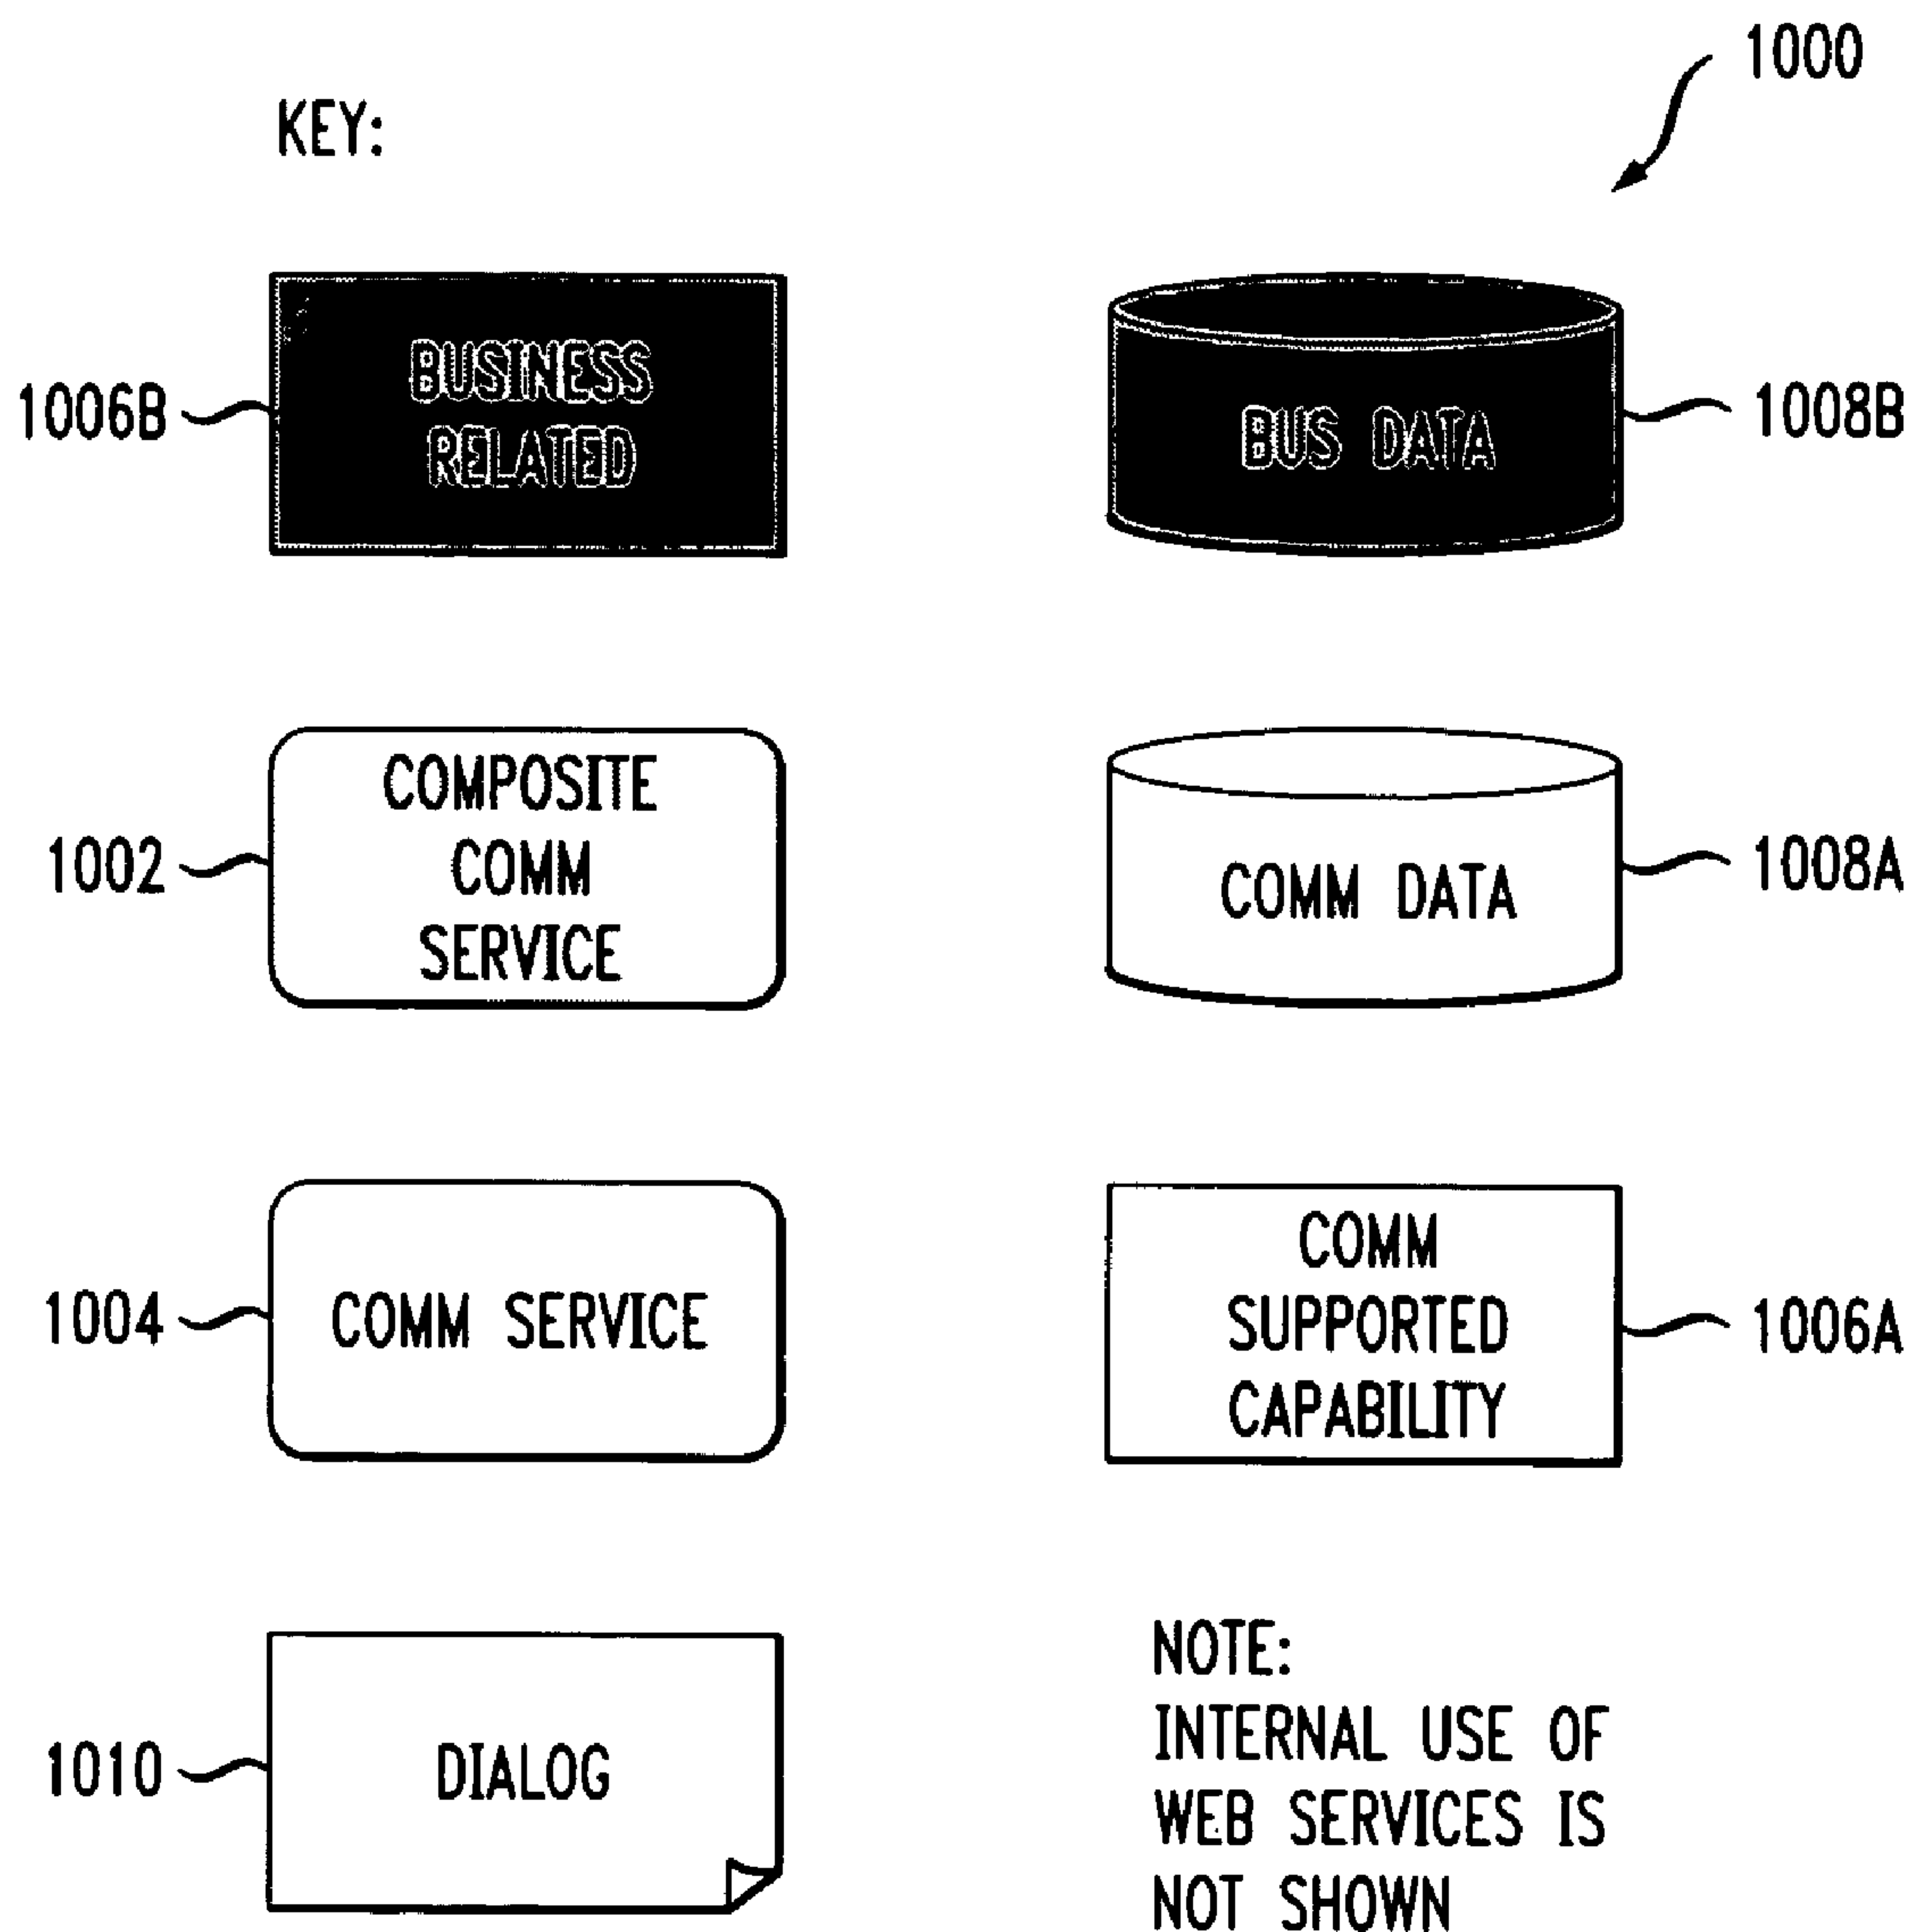 1000
KEY:
1006B
BUSINESS
RELATED
BUS DATA
1008B
1002
COMPOSITE
COMM
SERVICE
COMM DATA
1008A
1004
COMM SERVICE
COMM
SUPPORTED
CAPABILITY
1006A
1010
DIALOG
NOTE:
INTERNAL USE OF
WEB SERVICES IS
NOT SHOWN